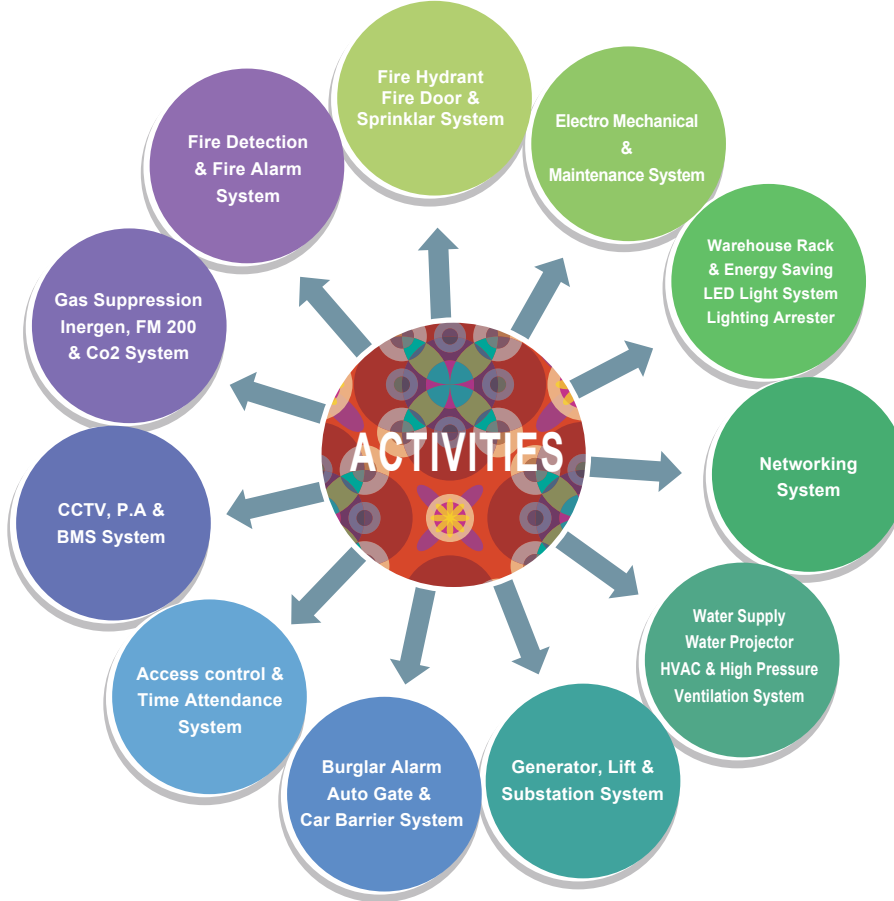 Fire Hydrant
Fire Door &
Sprinklar System
Electro Mechanical
&
Maintenance System
Warehouse Rack
& Energy Saving
LED Light System
Lighting Arrester
Networking
System
Water Supply
Water Projector
HVAC & High Pressure
Ventilation System
Generator, Lift &
Substation System
Burglar Alarm
Auto Gate &
Car Barrier System
Access control &
Time Attendance
System
CCTV, P.A &
BMS System
Gas Suppression
Inergen, FM 200
& Co2 System
Fire Detection
& Fire Alarm
System
ACTIVITIES